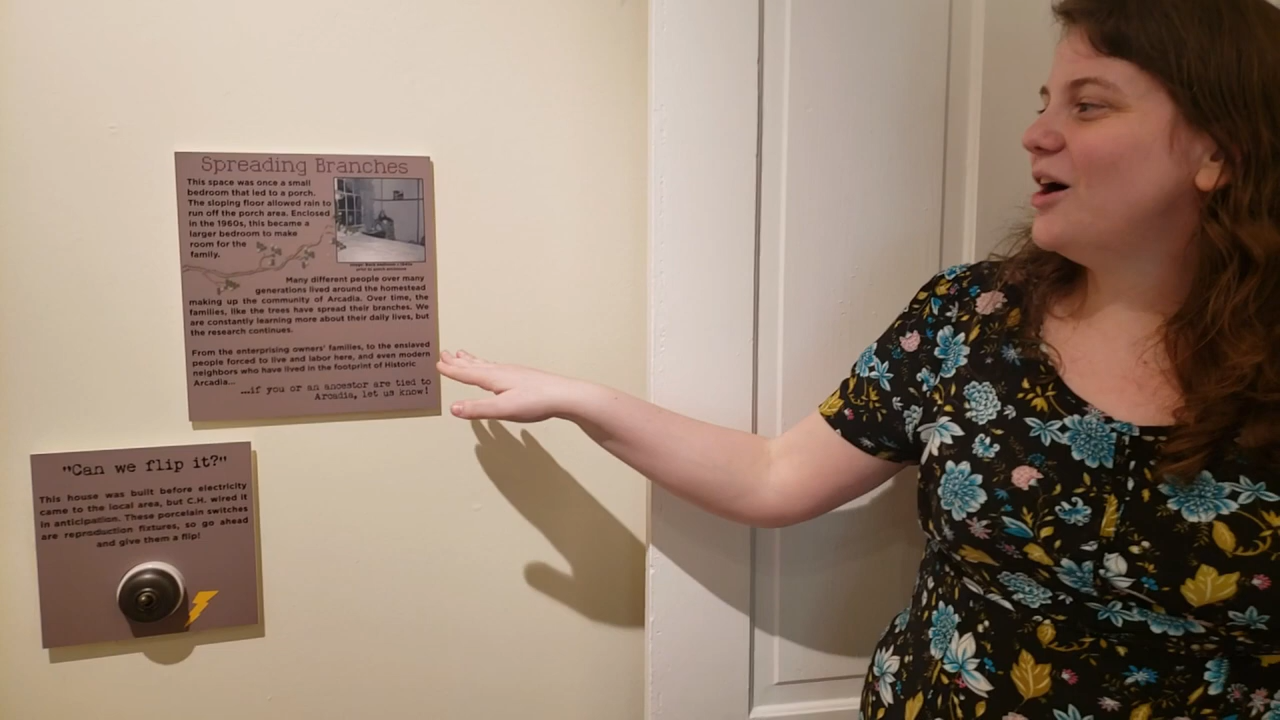 Spreading Branches
This space was once a small
bedroom that led to a porch.
The sloping floor allowed rain to
run off the porch area. Enclosed
in the 1960s, this became a
larger bedroom to make
room for the
family.
Many different people over many
generations lived around the homestead
making up the community of Arcadia. Over time, the
families, like the trees have spread their branches. We
are constantly learning more about their daily lives, but
the research continues.
From the enterprising owners' families, to the enslaved
people forced to live and labor here, and even modern
neighbors who have lived in the footprint of Historic
Arcadia...
...if you or an ancestor are tied to
Arcadia, let us know!
"Can we flip it?"
This house was built before electricity
came to the local area, but C.H. wired it
in anticipation. These porcelain switches
are reproduction fixtures, so go ahead
and give them a flip!